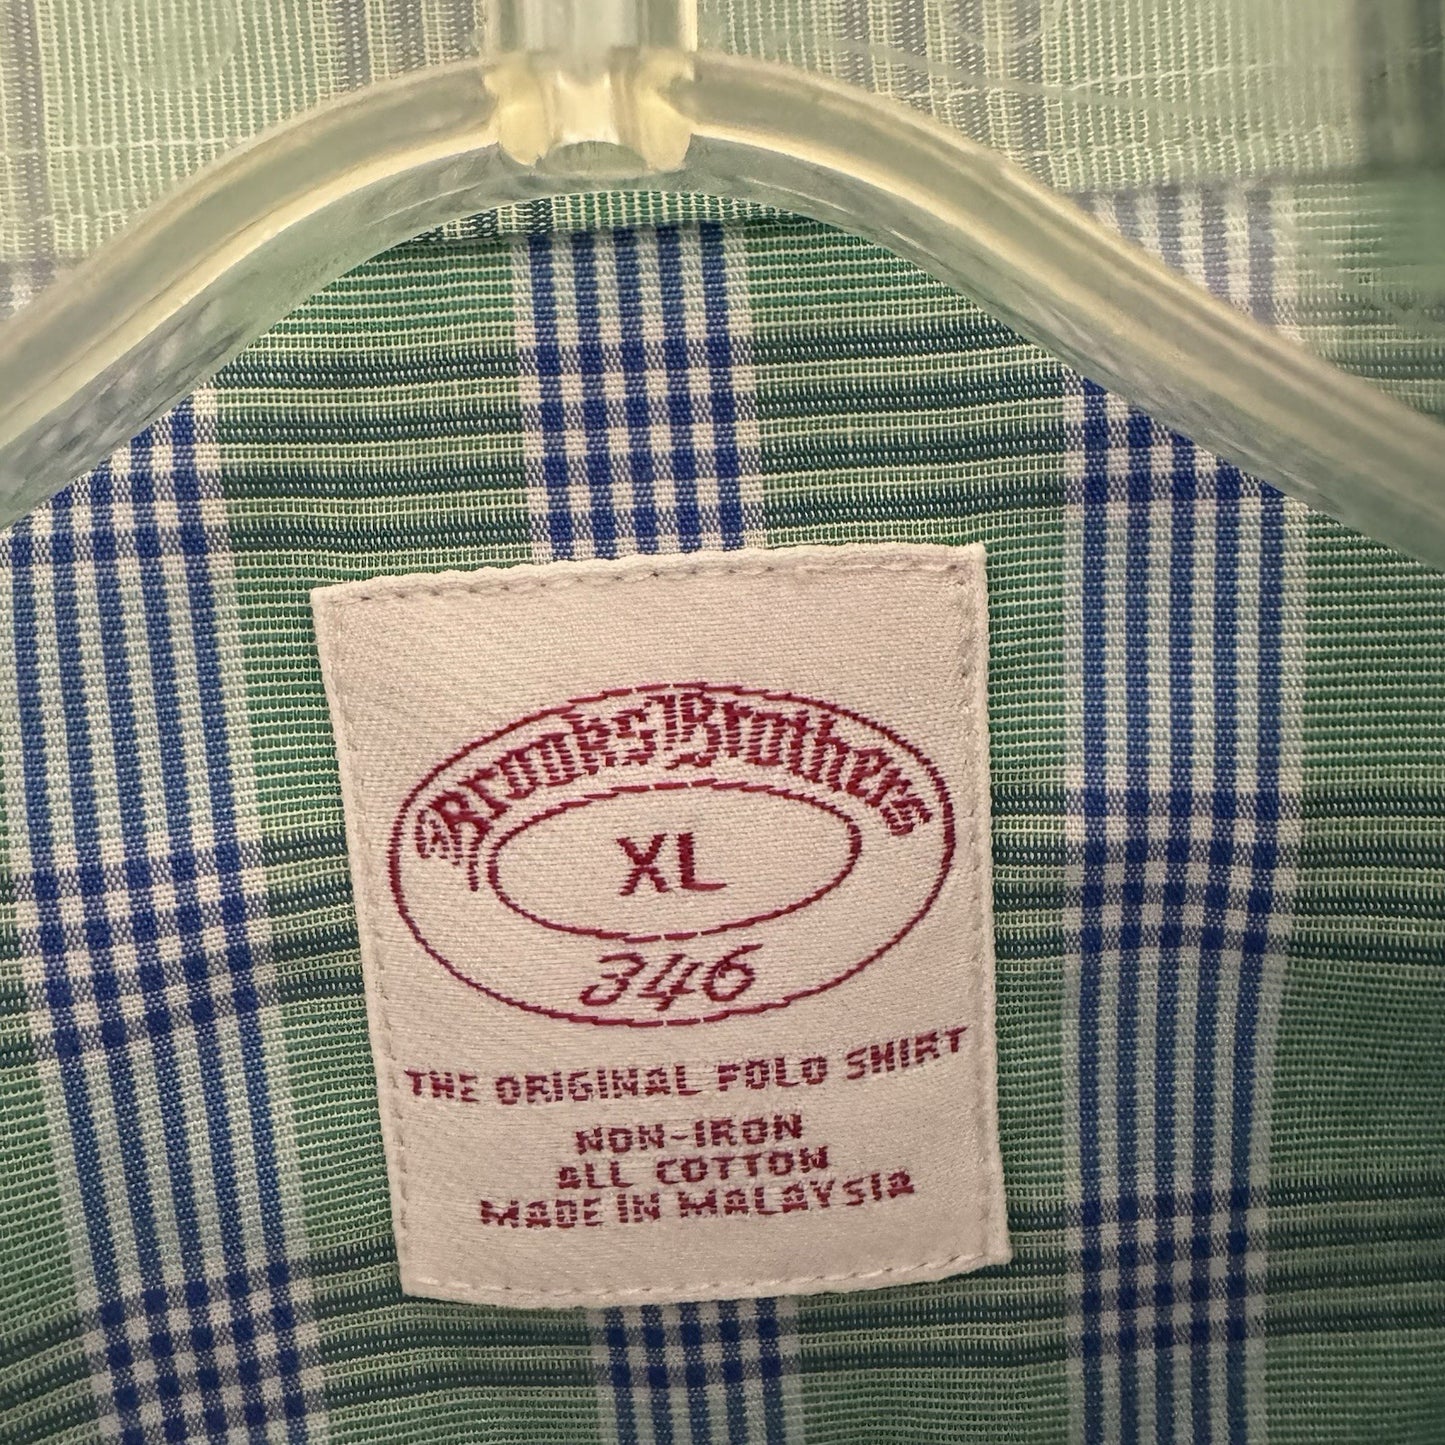 Brooks Brothers
XL
346
THE ORIGINAL POLO SHIRT
NON-IRON
ALL COTTON
MADE IN MALAYSIA